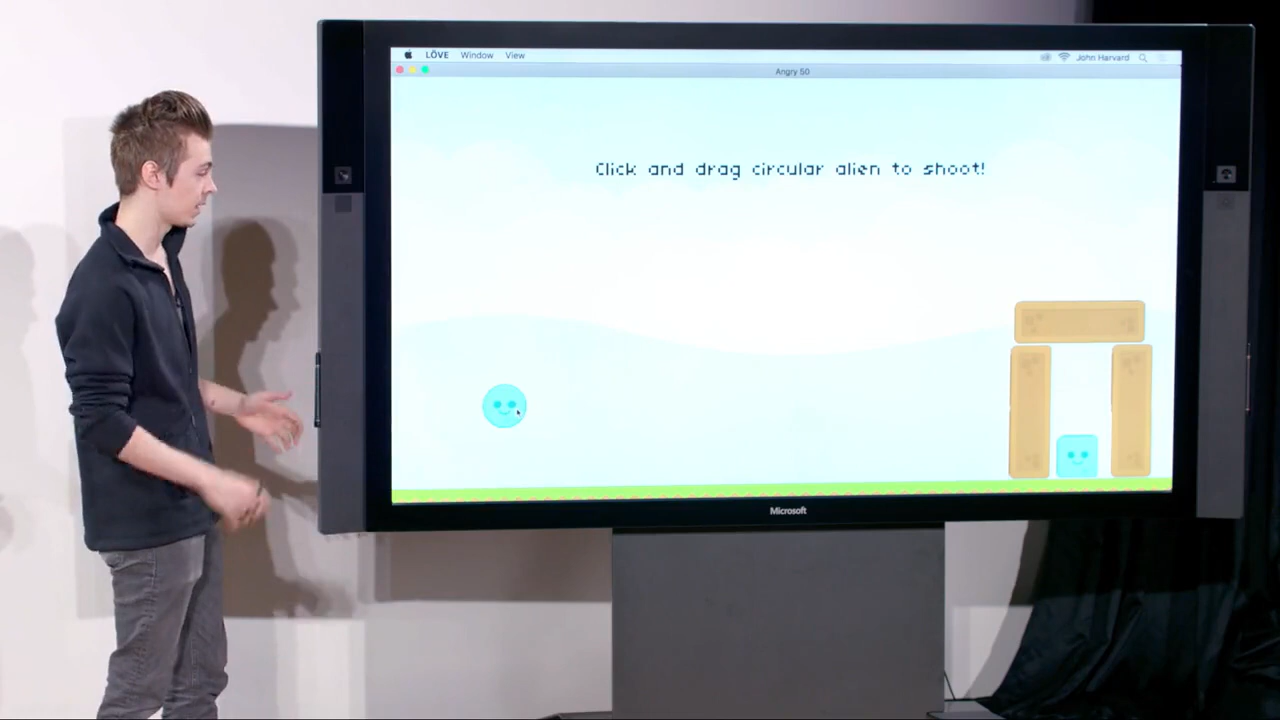 LÖVE Window View
John Harvard
Angry 50
Click and drag circular alien to shoot!
Microsoft